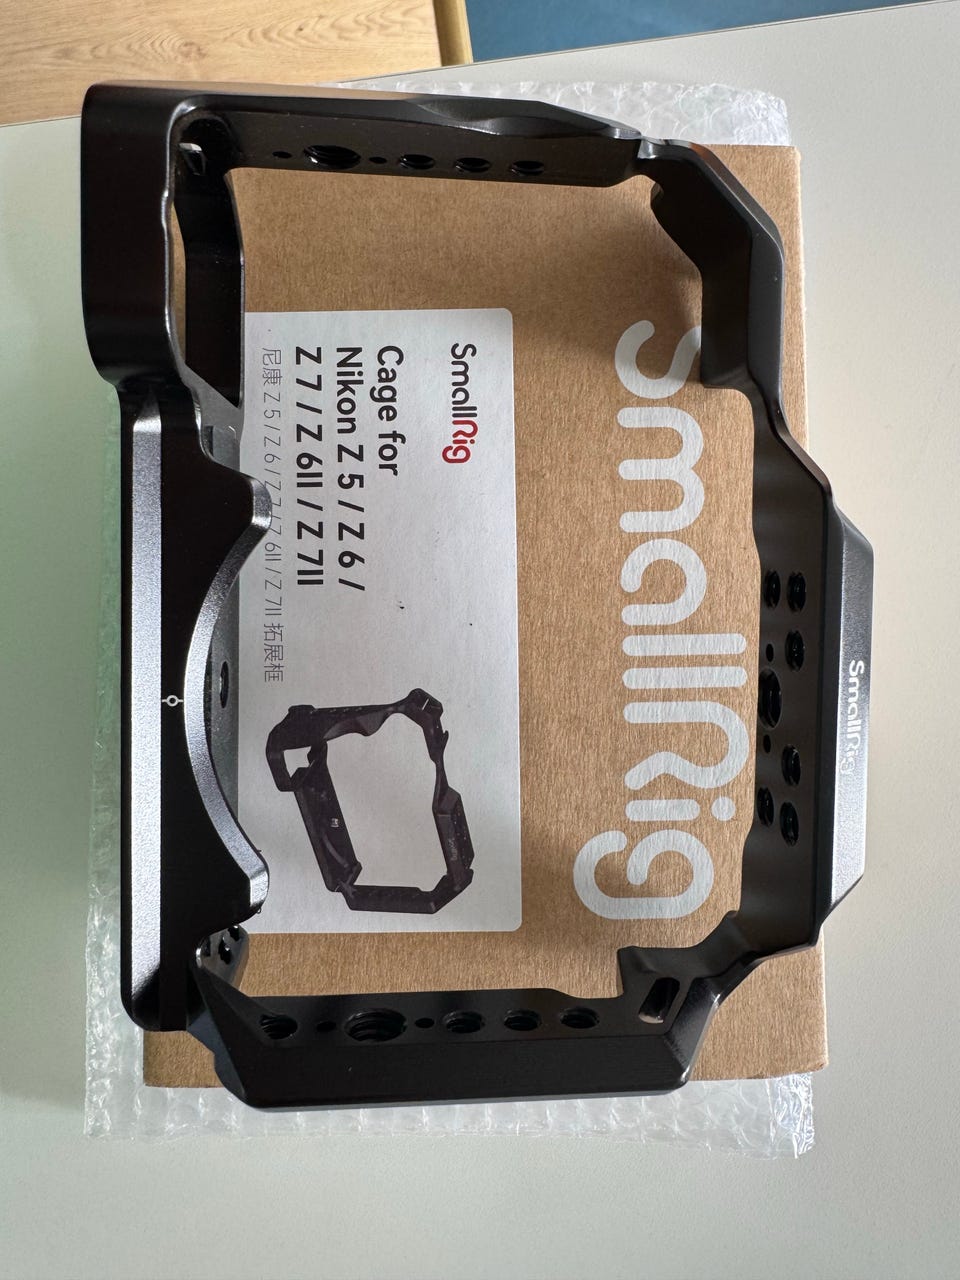 SmallRig
SmallRig
SmallRig
Cage for
Nikon Z 5 / Z 6 /
Z 7 / Z 6II / Z 7II
尼康 Z 5 / Z 6 / Z 7 / Z 6II / Z 7II 拓展框
SmallRig